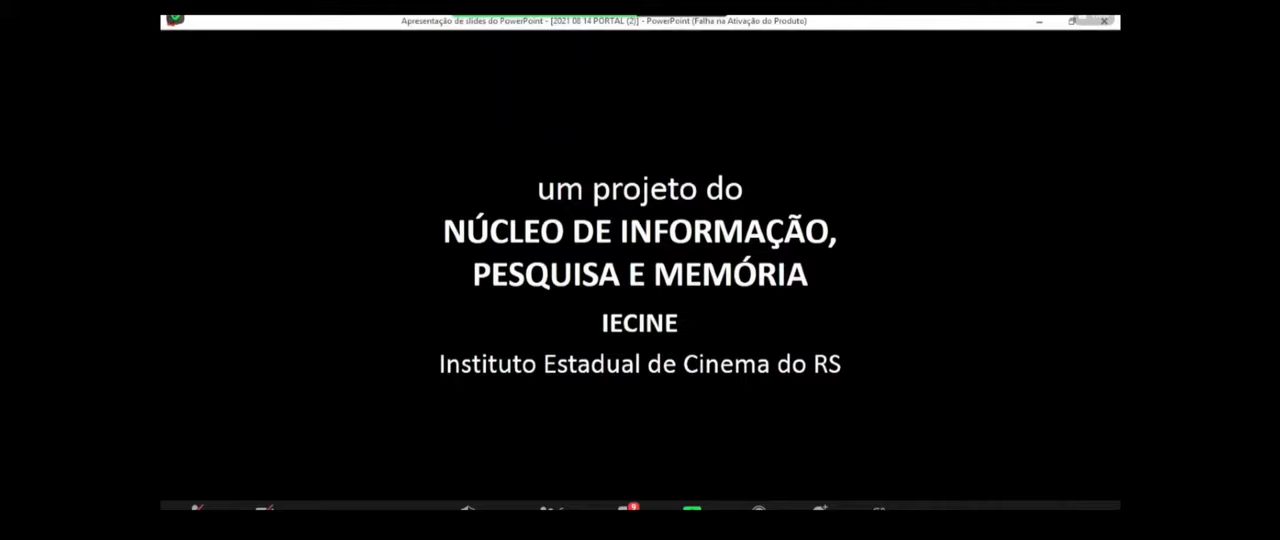 Apresentação de slides do PowerPoint - [2021 08 14 PORTAL (2)] - PowerPoint (Falha na Ativação do Produto)
um projeto do
NÚCLEO DE INFORMAÇÃO,
PESQUISA E MEMÓRIA
IECINE
Instituto Estadual de Cinema do RS
9